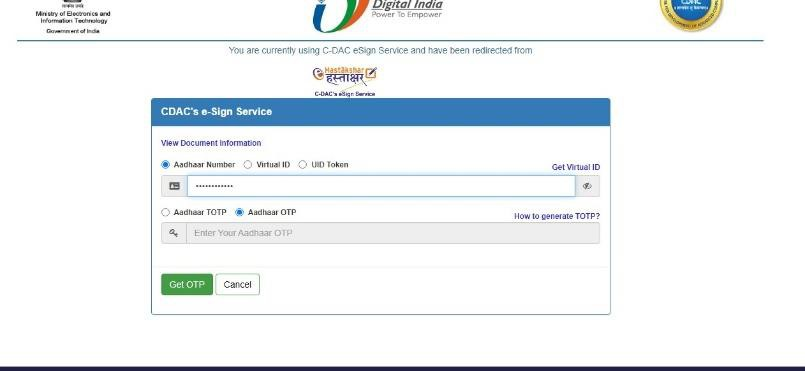 Ministry of Electronics and
Information Technology
Government of India
Digital India
Power To Empower
CDAC
You are currently using C-DAC eSign Service and have been redirected from
Hastākshar
हस्ताक्षर
C-DAC's eSign Service
CDAC's e-Sign Service
View Document Information
Aadhaar Number Virtual ID UID Token
Get Virtual ID
••••••••••••
Aadhaar TOTP Aadhaar OTP
How to generate TOTP?
Enter Your Aadhaar OTP
Get OTP Cancel